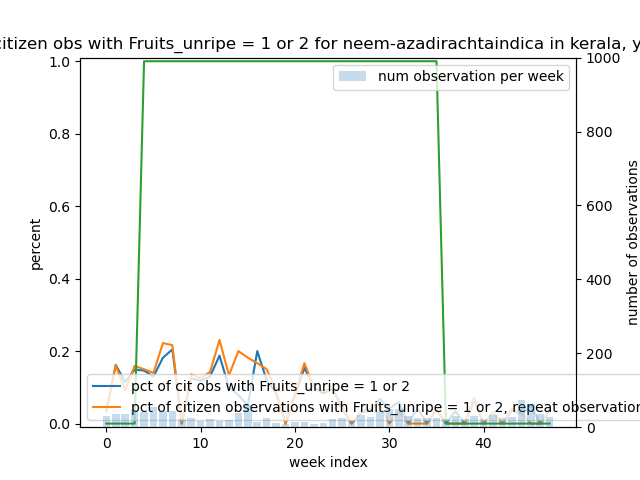 citizen obs with Fruits_unripe = 1 or 2 for neem-azadirachtaindica in kerala, y
num observation per week
1.0
0.8
0.6
0.4
0.2
0.0
percent
1000
800
600
400
200
0
number of observations
pct of obs with Fruits_unripe = 1 or 2
pct of citizen observations with Fruits_unripe = 1 or 2, repeat observation
0
10
20
30
40
week index